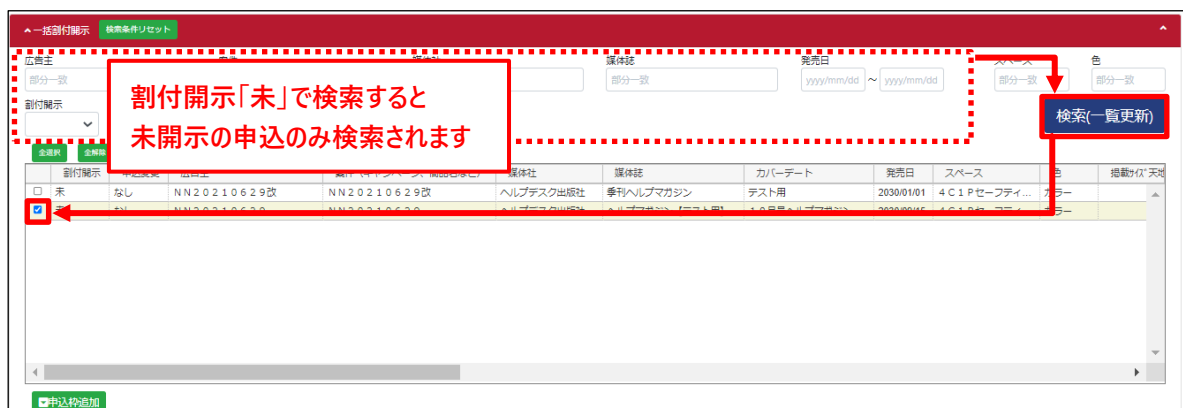 一括割付開示 検索条件リセット
広告主 媒体誌 発売日 色
部分一致 部分一致 yyyy/mm/dd ~ yyyy/mm/dd 部分一致 部分一致
割付開示
割付開示「未」で検索すると
未開示の申込のみ検索されます
検索(一覧更新)
全選択 全解除
割付開示 広告主 媒体社 媒体誌 カバーデート 発売日 スペース 色 掲載サイズ 天地
未 なし NN20210629改 NN20210629改 ヘルプデスク出版社 季刊ヘルプマガジン テスト用 2030/01/01 4C1Pセーフティ... カラー
申込枠追加